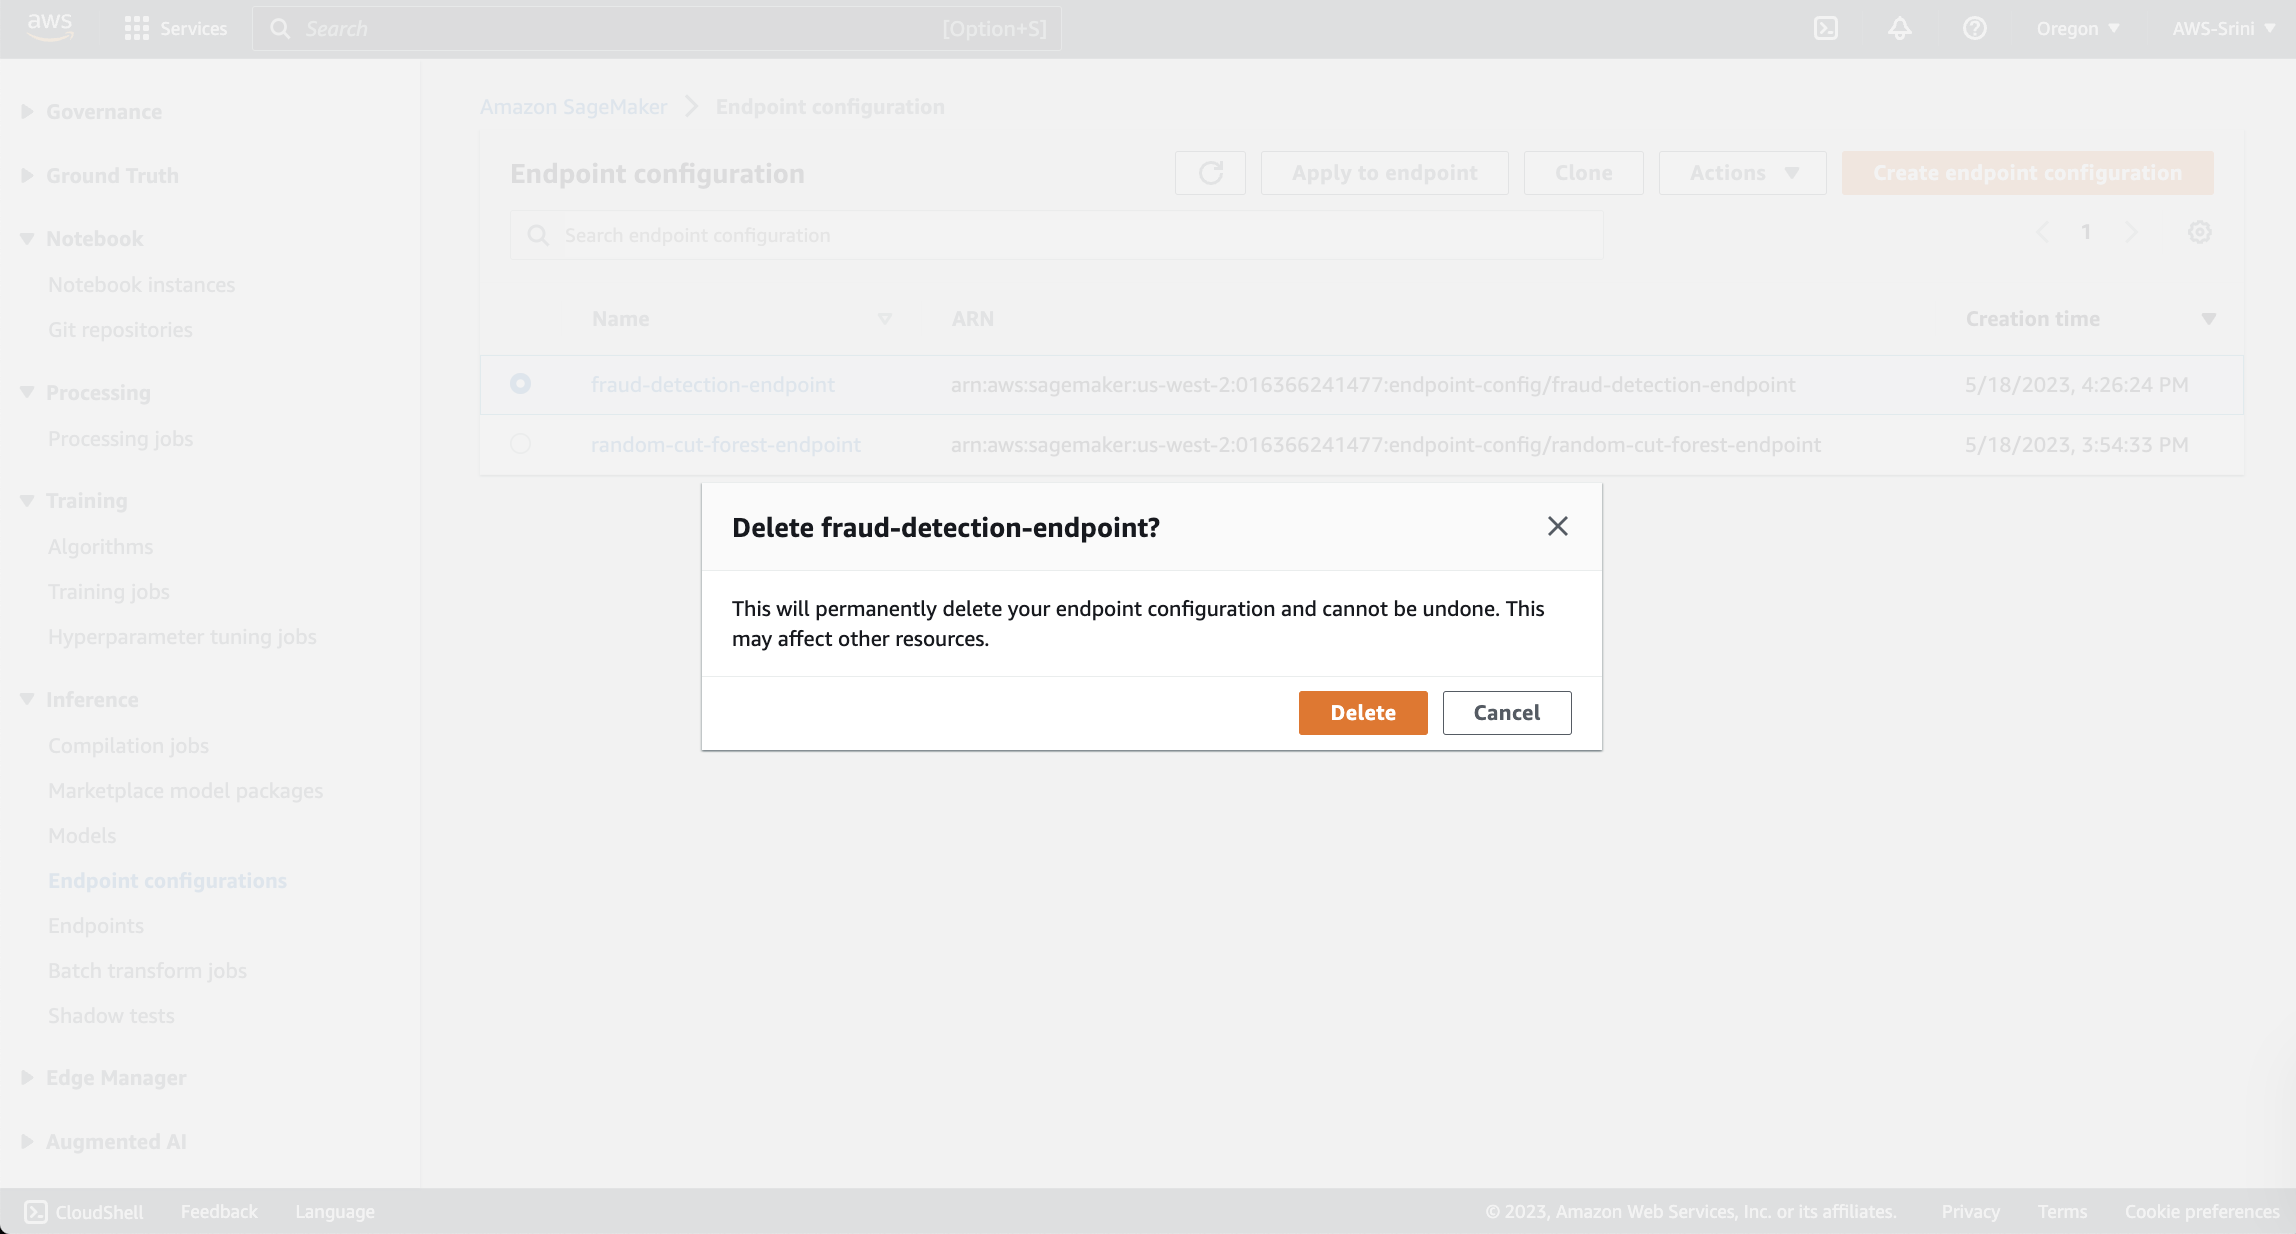 aws
Services
Search
[Option+S]
Oregon
AWS-Srini
Governance
Ground Truth
Notebook
Notebook instances
Git repositories
Processing
Processing jobs
Training
Algorithms
Training jobs
Hyperparameter tuning jobs
Inference
Compilation jobs
Marketplace model packages
Models
Endpoint configurations
Endpoints
Batch transform jobs
Shadow tests
Edge Manager
Augmented AI
Amazon SageMaker
Endpoint configuration
Endpoint configuration
Apply to endpoint
Clone
Actions
Create endpoint configuration
Search endpoint configuration
1
Name
ARN
Creation time
fraud-detection-endpoint
arn:aws:sagemaker:us-west-2:016366241477:endpoint-config/fraud-detection-endpoint
5/18/2023, 4:26:24 PM
random-cut-forest-endpoint
arn:aws:sagemaker:us-west-2:016366241477:endpoint-config/random-cut-forest-endpoint
5/18/2023, 3:54:33 PM
Delete fraud-detection-endpoint?
This will permanently delete your endpoint configuration and cannot be undone. This
may affect other resources.
Delete
Cancel
CloudShell
Feedback
Language
© 2023, Amazon Web Services, Inc. or its affiliates.
Privacy
Terms
Cookie preferences